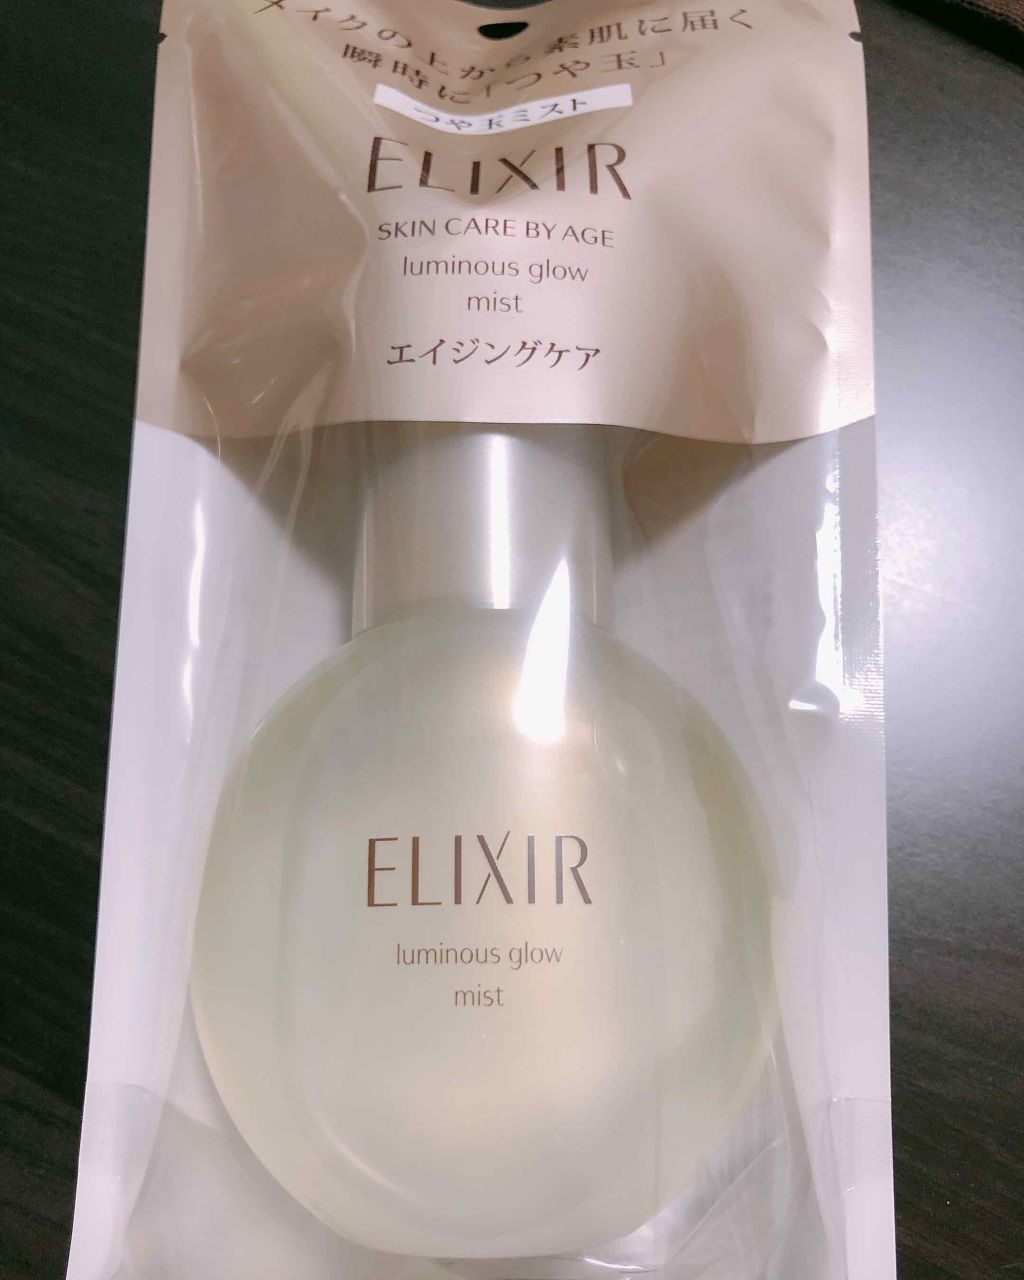 メイクの上から素肌に届く
瞬時に「つや玉」
つや玉ミスト
ELIXIR
SKIN CARE BY AGE
luminous glow
mist
エイジングケア
ELIXIR
luminous glow
mist